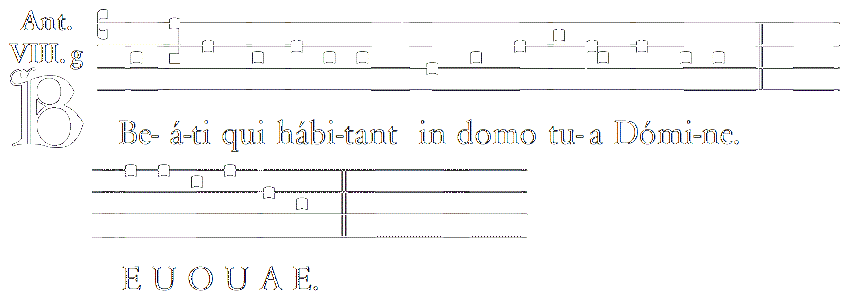 Ant.
VIII. g
Be- á-ti qui hábi-tant in domo tu-a Dómi-ne.
E U O U A E.